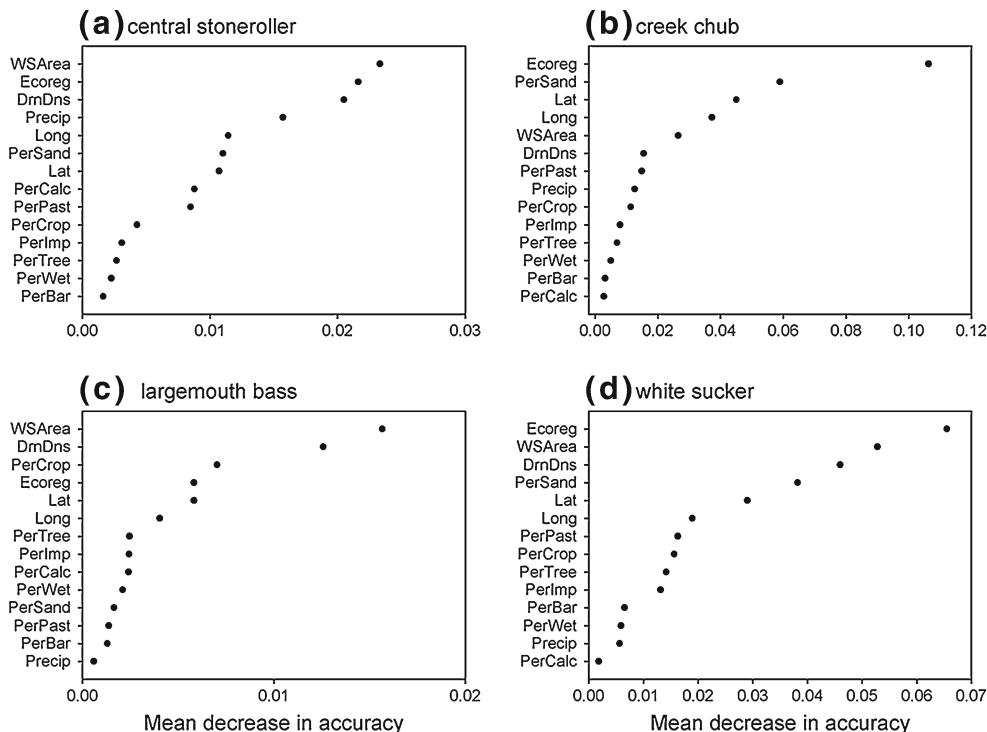 (a) central stoneroller
WSArea
Ecoreg
DrnDns
Precip
Long
PerSand
Lat
PerCalc
PerPast
PerCrop
PerImp
PerTree
PerWet
PerBar
0.00 0.01 0.02 0.03
(b) creek chub
Ecoreg
PerSand
Lat
Long
WSArea
DrnDns
PerPast
Precip
PerCrop
PerImp
PerTree
PerWet
PerBar
PerCalc
0.00 0.02 0.04 0.06 0.08 0.10 0.12
(c) largemouth bass
WSArea
DrnDns
PerCrop
Ecoreg
Lat
Long
PerTree
PerImp
PerCalc
PerWet
PerSand
PerPast
PerBar
Precip
0.00 0.01 0.02
Mean decrease in accuracy
(d) white sucker
Ecoreg
WSArea
DrnDns
PerSand
Lat
Long
PerPast
PerCrop
PerTree
PerImp
PerBar
PerWet
Precip
PerCalc
0.00 0.01 0.02 0.03 0.04 0.05 0.06 0.07
Mean decrease in accuracy